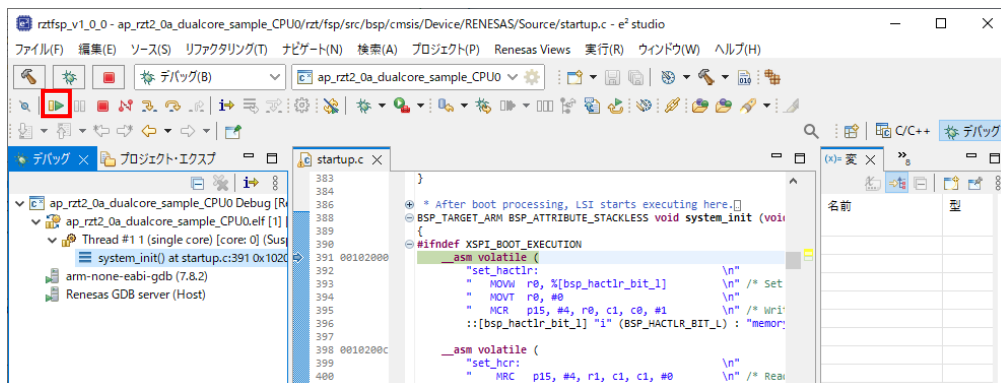 rztfsp_v1_0_0 - ap_rzt2_0a_dualcore_sample_CPU0/rzt/fsp/src/bsp/cmsis/Device/RENESAS/Source/startup.c - e² studio
ファイル(F) 編集(E) ソース(S) リファクタリング(T) ナビゲート(N) 検索(A) プロジェクト(P) Renesas Views 実行(R) ウィンドウ(W) ヘルプ(H)
デバッグ(B) ap_rzt2_0a_dualcore_sample_CPU0
C/C++ デバッグ
デバッグ プロジェクト・エクスプ startup.c (x)= 変 »8
ap_rzt2_0a_dualcore_sample_CPU0 Debug [R
ap_rzt2_0a_dualcore_sample_CPU0.elf [1] [
Thread #1 1 (single core) [core: 0] (Sus
system_init() at startup.c:391 0x1020
arm-none-eabi-gdb (7.8.2)
Renesas GDB server (Host)
383 }
384
386 * After boot processing, LSI starts executing here.
388 BSP_TARGET_ARM BSP_ATTRIBUTE_STACKLESS void system_init (voi
389 {
390 #ifndef XSPI_BOOT_EXECUTION
391 00102000 __asm volatile (
392 "set_hactlr: \n"
393 " MOVW r0, %[bsp_hactlr_bit_l] \n" /* Set
394 " MOVT r0, #0 \n"
395 " MCR p15, #4, r0, c1, c0, #1 \n" /* Wri
396 ::[bsp_hactlr_bit_l] "i" (BSP_HACTLR_BIT_L) : "memor
397
398 0010200c __asm volatile (
399 "set_hcr: \n"
400 " MRC p15, #4, r1, c1, c1, #0 \n" /* Rea
名前 型